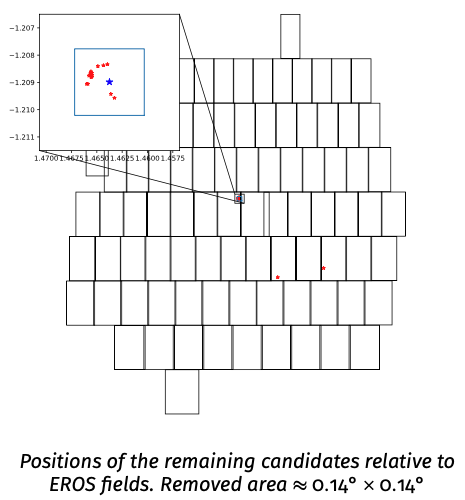 −1.207
−1.208
−1.209
−1.210
−1.211
1.4700 1.4675 1.4650 1.4625 1.4600 1.4575
Positions of the remaining candidates relative to
EROS fields. Removed area ≈ 0.14° × 0.14°